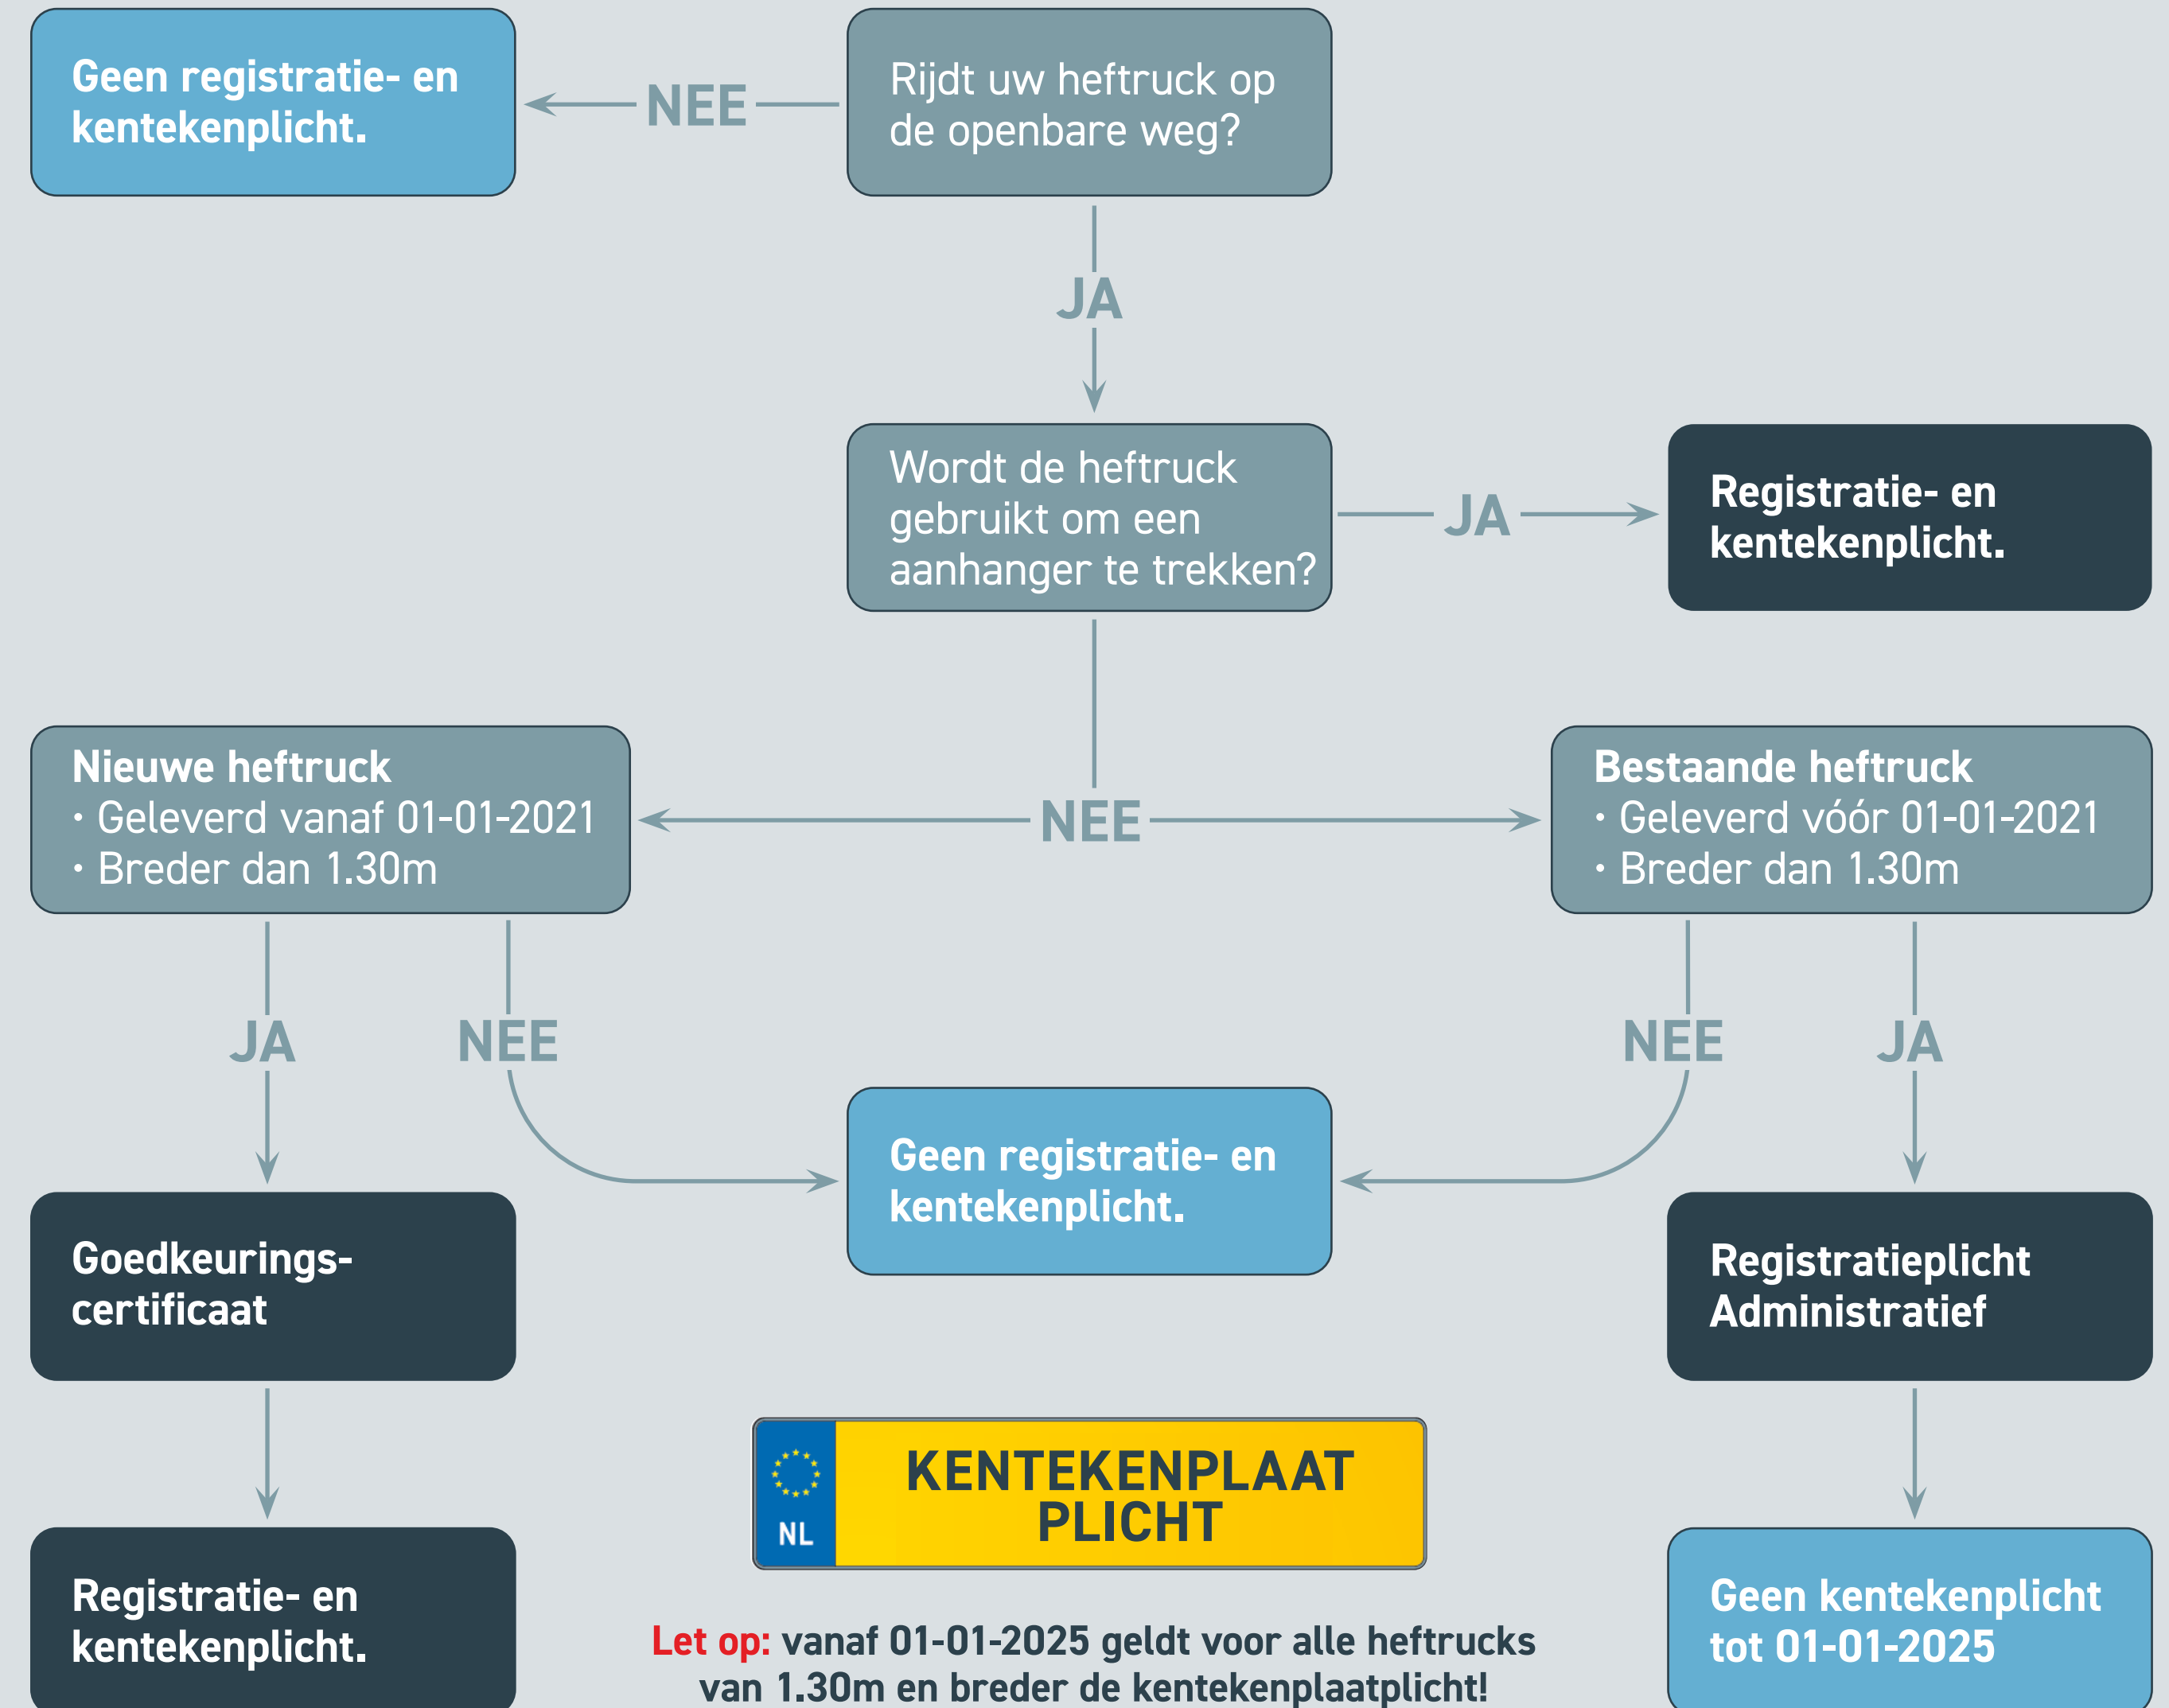 Geen registratie- en
kentekenplicht.
NEE
Rijdt uw heftruck op
de openbare weg?
JA
Wordt de heftruck
gebruikt om een
aanhanger te trekken?
JA
Registratie- en
kentekenplicht.
Nieuwe heftruck
• Geleverd vanaf 01-01-2021
• Breder dan 1.30m
NEE
Bestaande heftruck
• Geleverd vóór 01-01-2021
• Breder dan 1.30m
JA
NEE
NEE
JA
Geen registratie- en
kentekenplicht.
Goedkeurings-
certificaat
Registratieplicht
Administratief
KENTEKENPLAAT
PLICHT
NL
Registratie- en
kentekenplicht.
Let op: vanaf 01-01-2025 geldt voor alle heftrucks
van 1.30m en breder de kentekenplaatplicht!
Geen kentekenplicht
tot 01-01-2025